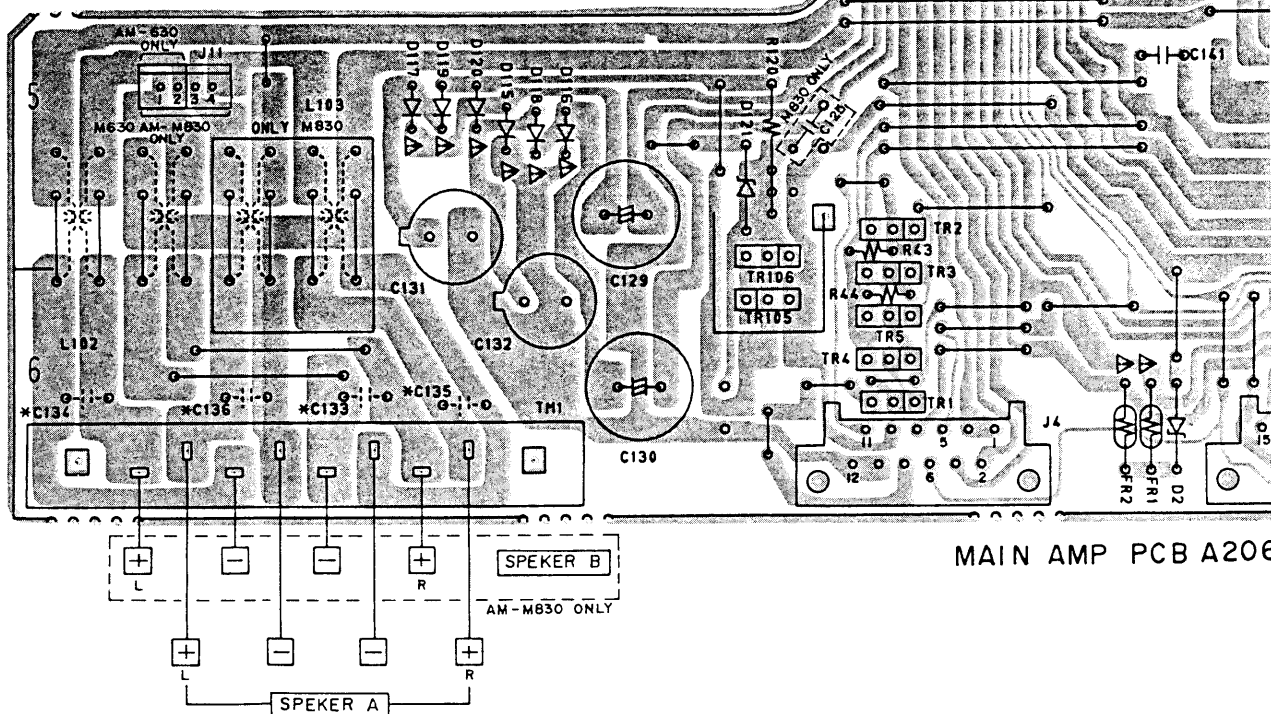 AM-630
ONLY
J11
1 2 3 4
5
M630 AM-M830
ONLY
ONLY
L103
M830
D117
D119
D120
D115
D118
D116
R120
D121
M830 ONLY
C125
C141
C131
C132
C129
C130
TR106
TR105
TR2
R43
TR3
R44
TR5
TR4
TR1
L102
6
*C134
*C136
*C133
*C135
TM1
J4
11 5 1
12 6 2
FR2
FR1
D2
15
MAIN AMP PCB A206
+ − − +
L R
SPEKER B
AM-M830 ONLY
+ − − +
L R
SPEKER A